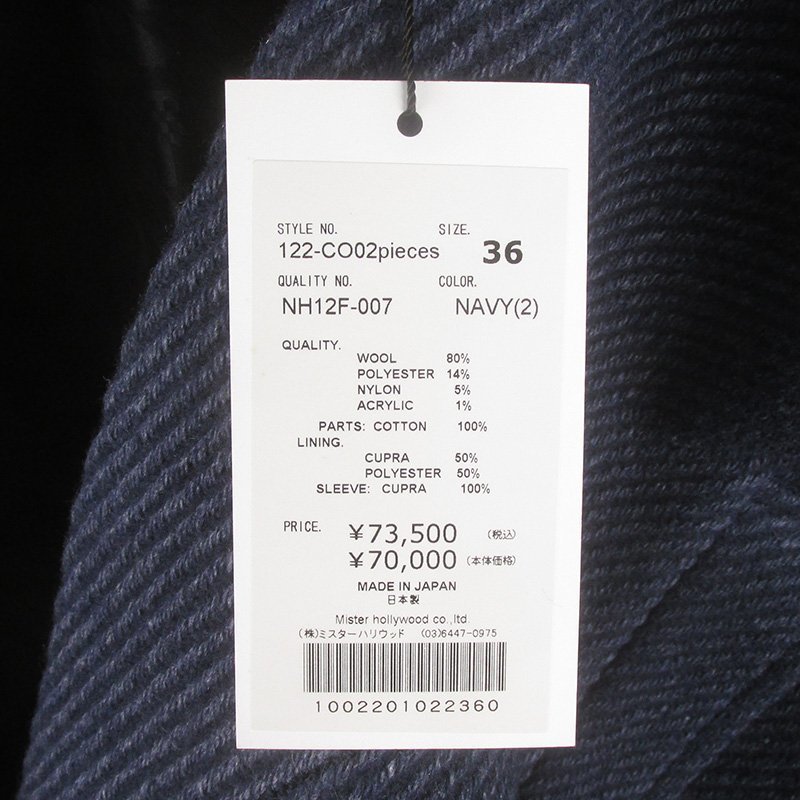 STYLE NO. SIZE.
122-CO02pieces 36
QUALITY NO. COLOR.
NH12F-007 NAVY(2)
QUALITY.
WOOL 80%
POLYESTER 14%
NYLON 5%
ACRYLIC 1%
PARTS: COTTON 100%
LINING.
CUPRA 50%
POLYESTER 50%
SLEEVE: CUPRA 100%
PRICE. ¥73,500 (税込)
¥70,000 (本体価格)
MADE IN JAPAN
日本製
Mister hollywood co.,ltd.
(株)ミスターハリウッド (03)6447-0975
1002201022360